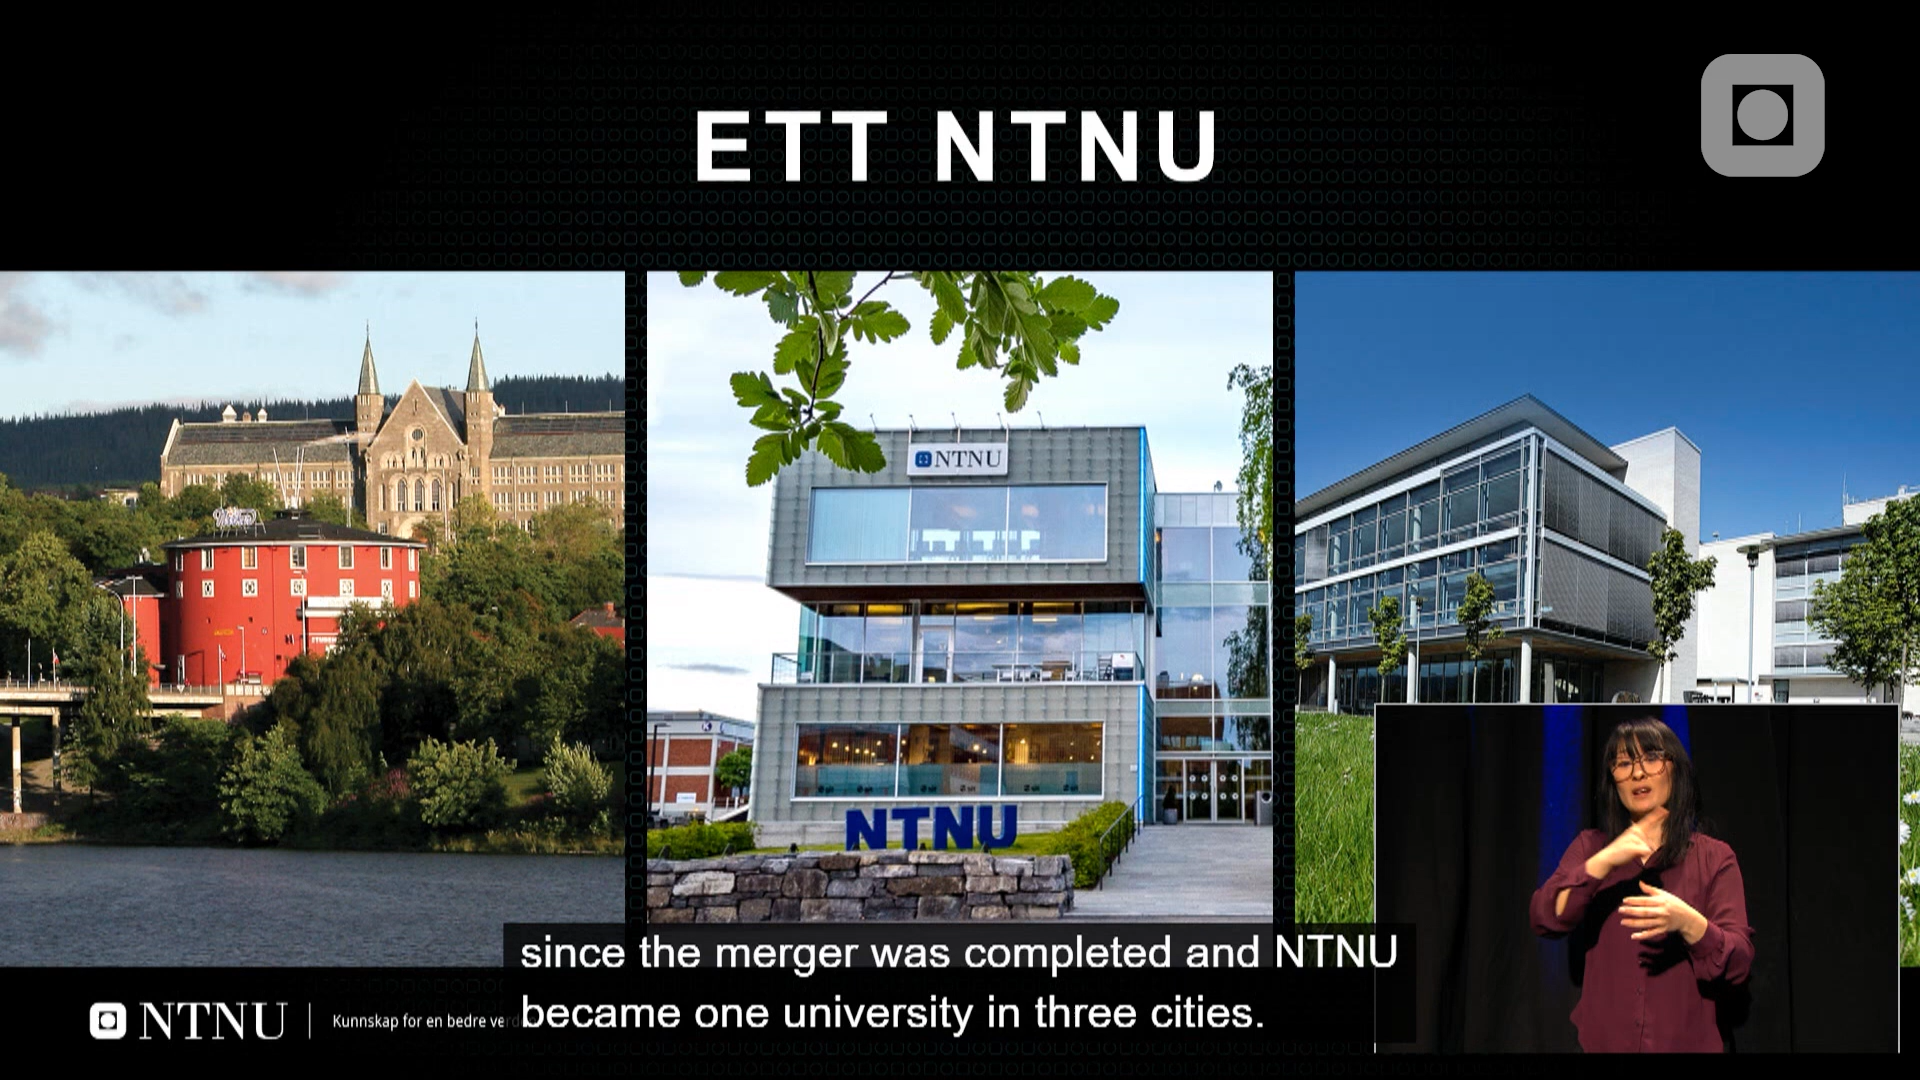 ETT NTNU
NTNU
NTNU
since the merger was completed and NTNU
became one university in three cities.
NTNU
Kunnskap for en bedre